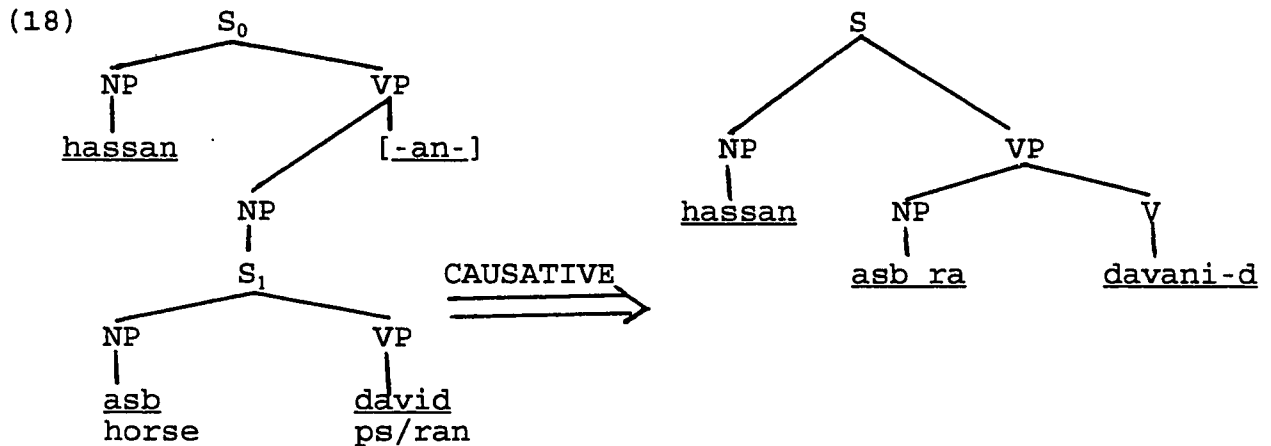 (18) S₀ S
NP VP
hassan [-an-] NP VP
NP hassan NP V
S₁ CAUSATIVE asb ra davani-d
NP VP
asb david
horse ps/ran